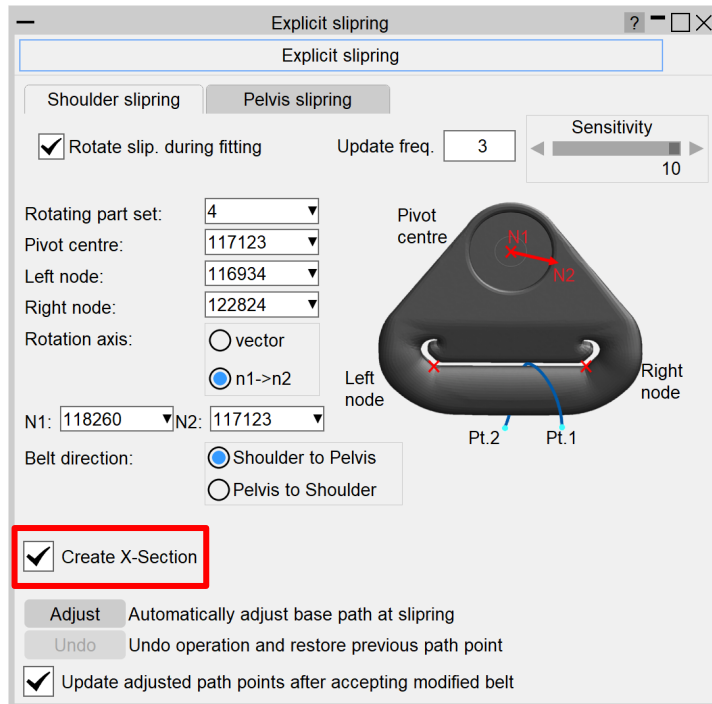 Explicit slipring ?
Explicit slipring
Shoulder slipring Pelvis slipring
Rotate slip. during fitting Update freq. 3 Sensitivity
10
Rotating part set: 4
Pivot centre: 117123
Left node: 116934
Right node: 122824
Rotation axis: vector
n1->n2
N1: 118260 N2: 117123
Belt direction: Shoulder to Pelvis
Pelvis to Shoulder
Pivot
centre
N1
N2
Left
node
Right
node
Pt.2 Pt.1
Create X-Section
Adjust Automatically adjust base path at slipring
Undo Undo operation and restore previous path point
Update adjusted path points after accepting modified belt